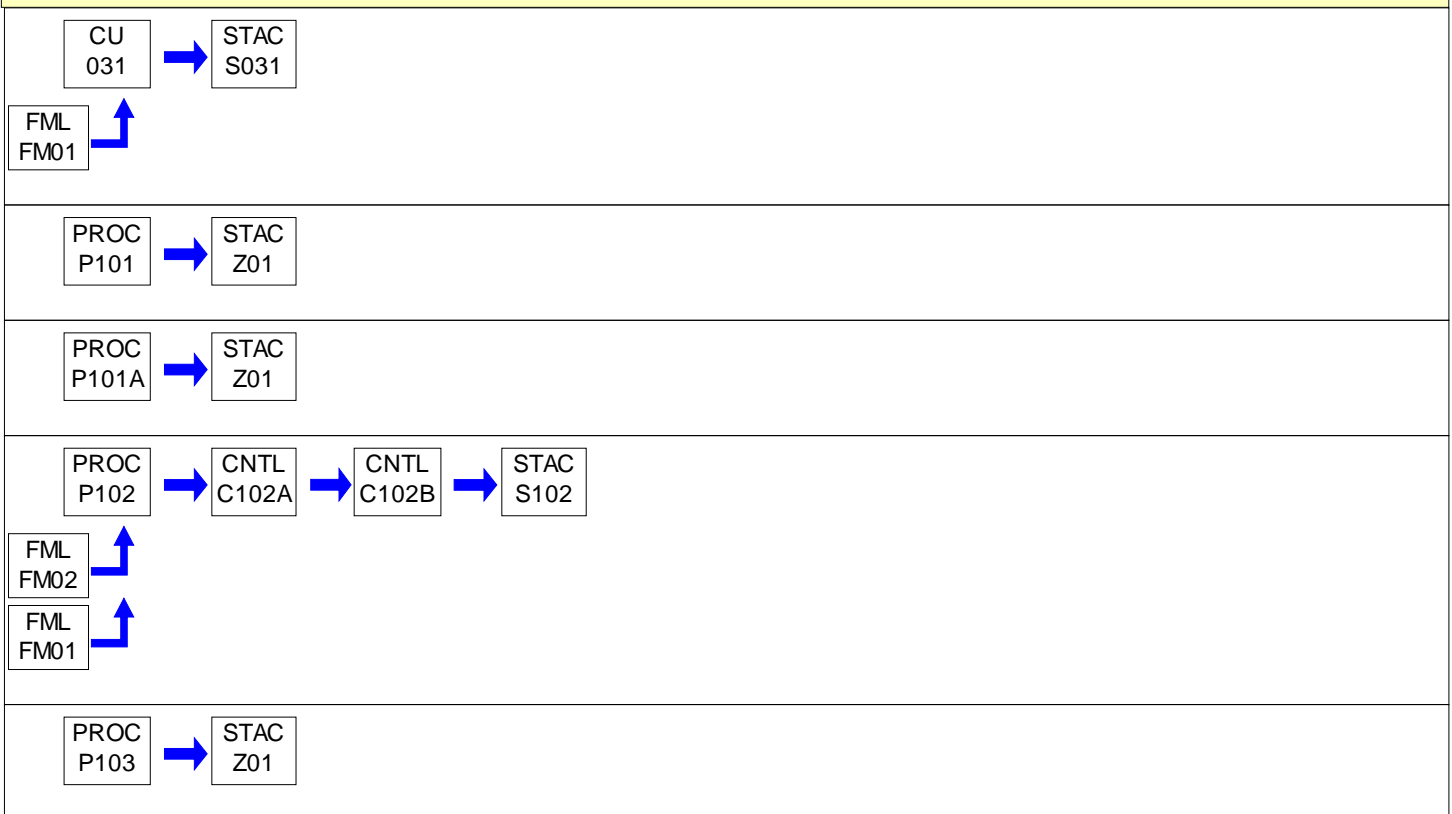 CU
031
STAC
S031
FML
FM01
PROC
P101
STAC
Z01
PROC
P101A
STAC
Z01
PROC
P102
CNTL
C102A
CNTL
C102B
STAC
S102
FML
FM02
FML
FM01
PROC
P103
STAC
Z01